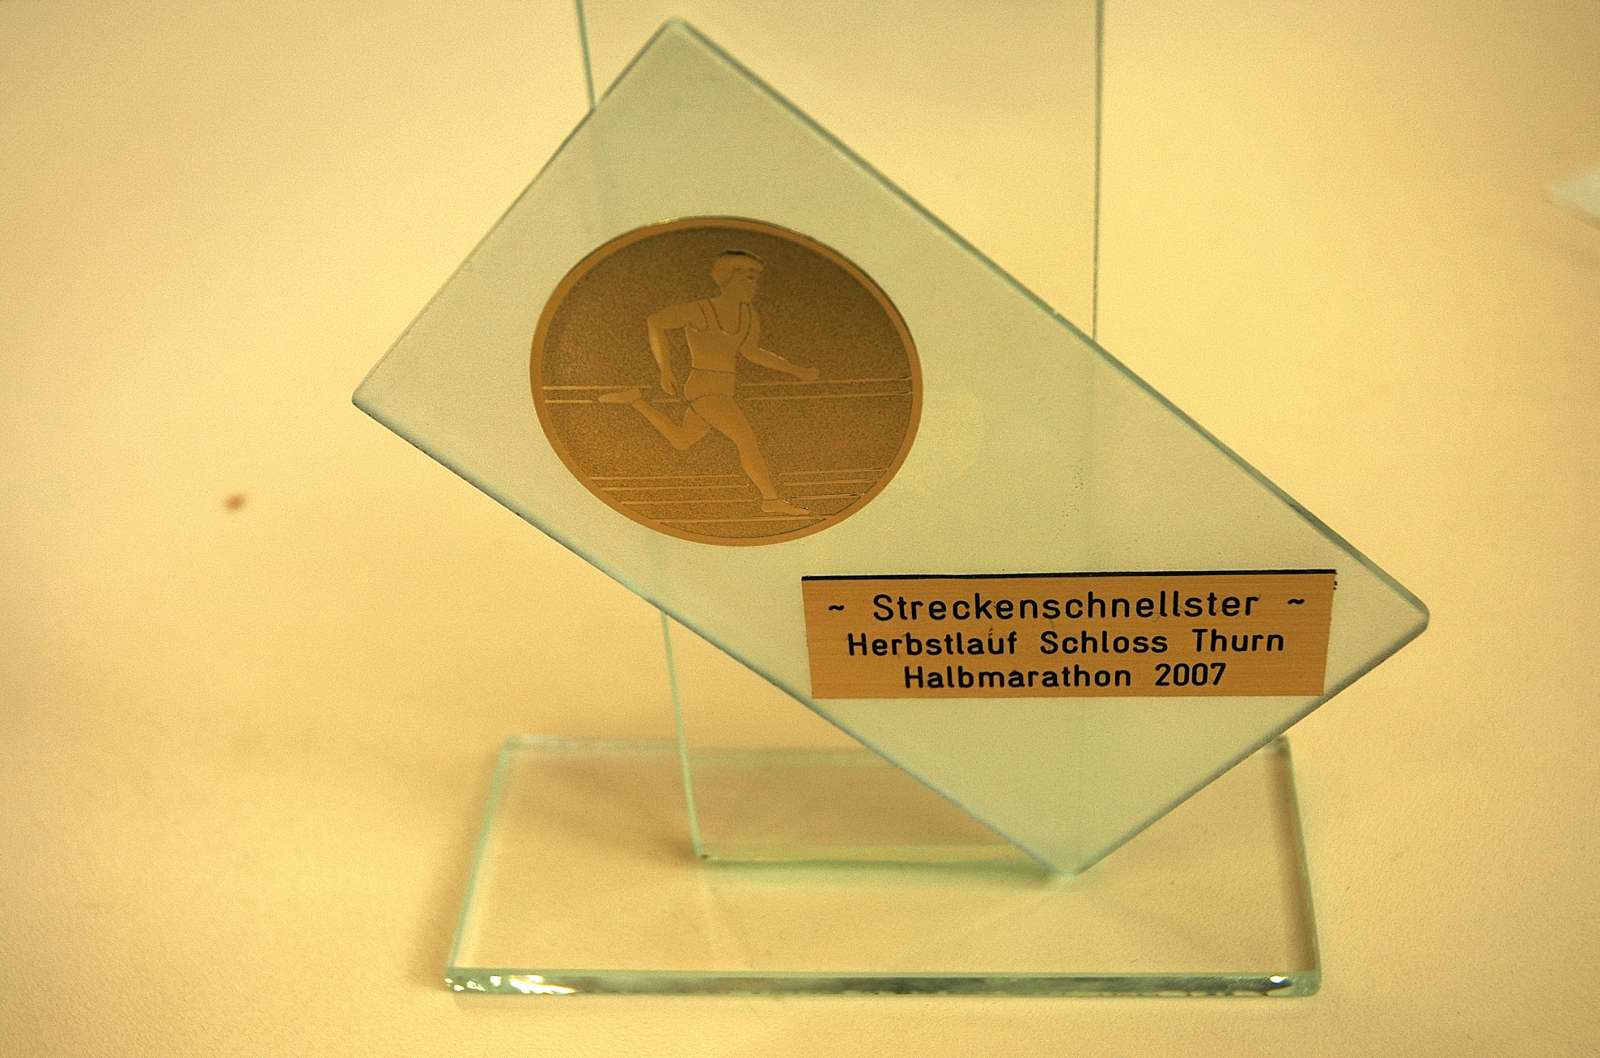 ~ Streckenschnellster ~
Herbstlauf Schloss Thurn
Halbmarathon 2007